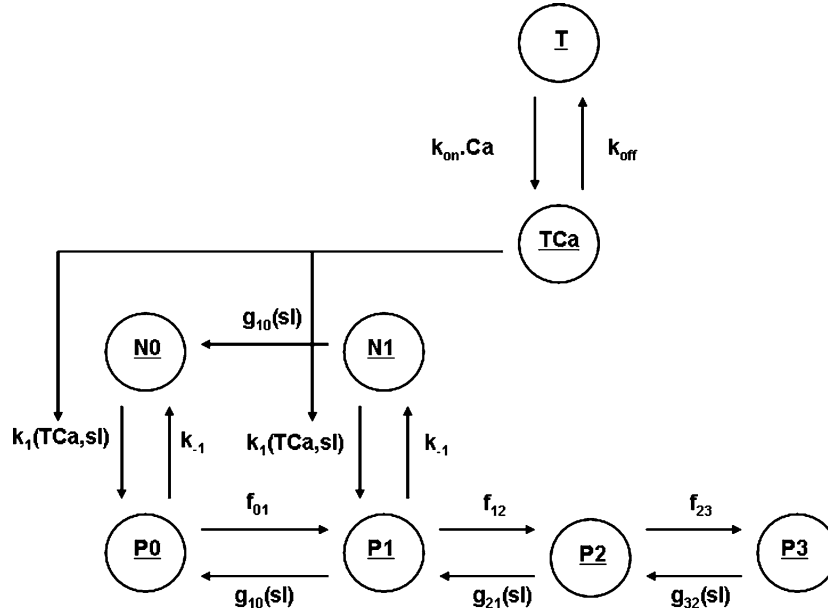 T
kon.Ca koff
TCa
g10(sl)
N0 N1
k1(TCa,sl) k-1 k1(TCa,sl) k-1
f01 f12 f23
P0 P1 P2 P3
g10(sl) g21(sl) g32(sl)